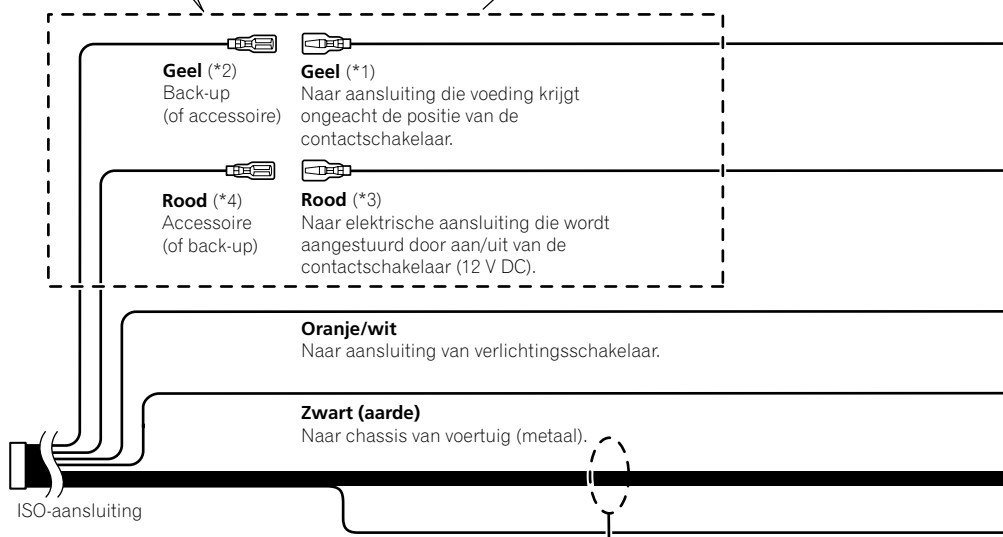 Geel (*2)
Back-up
(of accessoire)
Geel (*1)
Naar aansluiting die voeding krijgt
ongeacht de positie van de
contactschakelaar.
Rood (*4)
Accessoire
(of back-up)
Rood (*3)
Naar elektrische aansluiting die wordt
aangestuurd door aan/uit van de
contactschakelaar (12 V DC).
Oranje/wit
Naar aansluiting van verlichtingsschakelaar.
Zwart (aarde)
Naar chassis van voertuig (metaal).
ISO-aansluiting